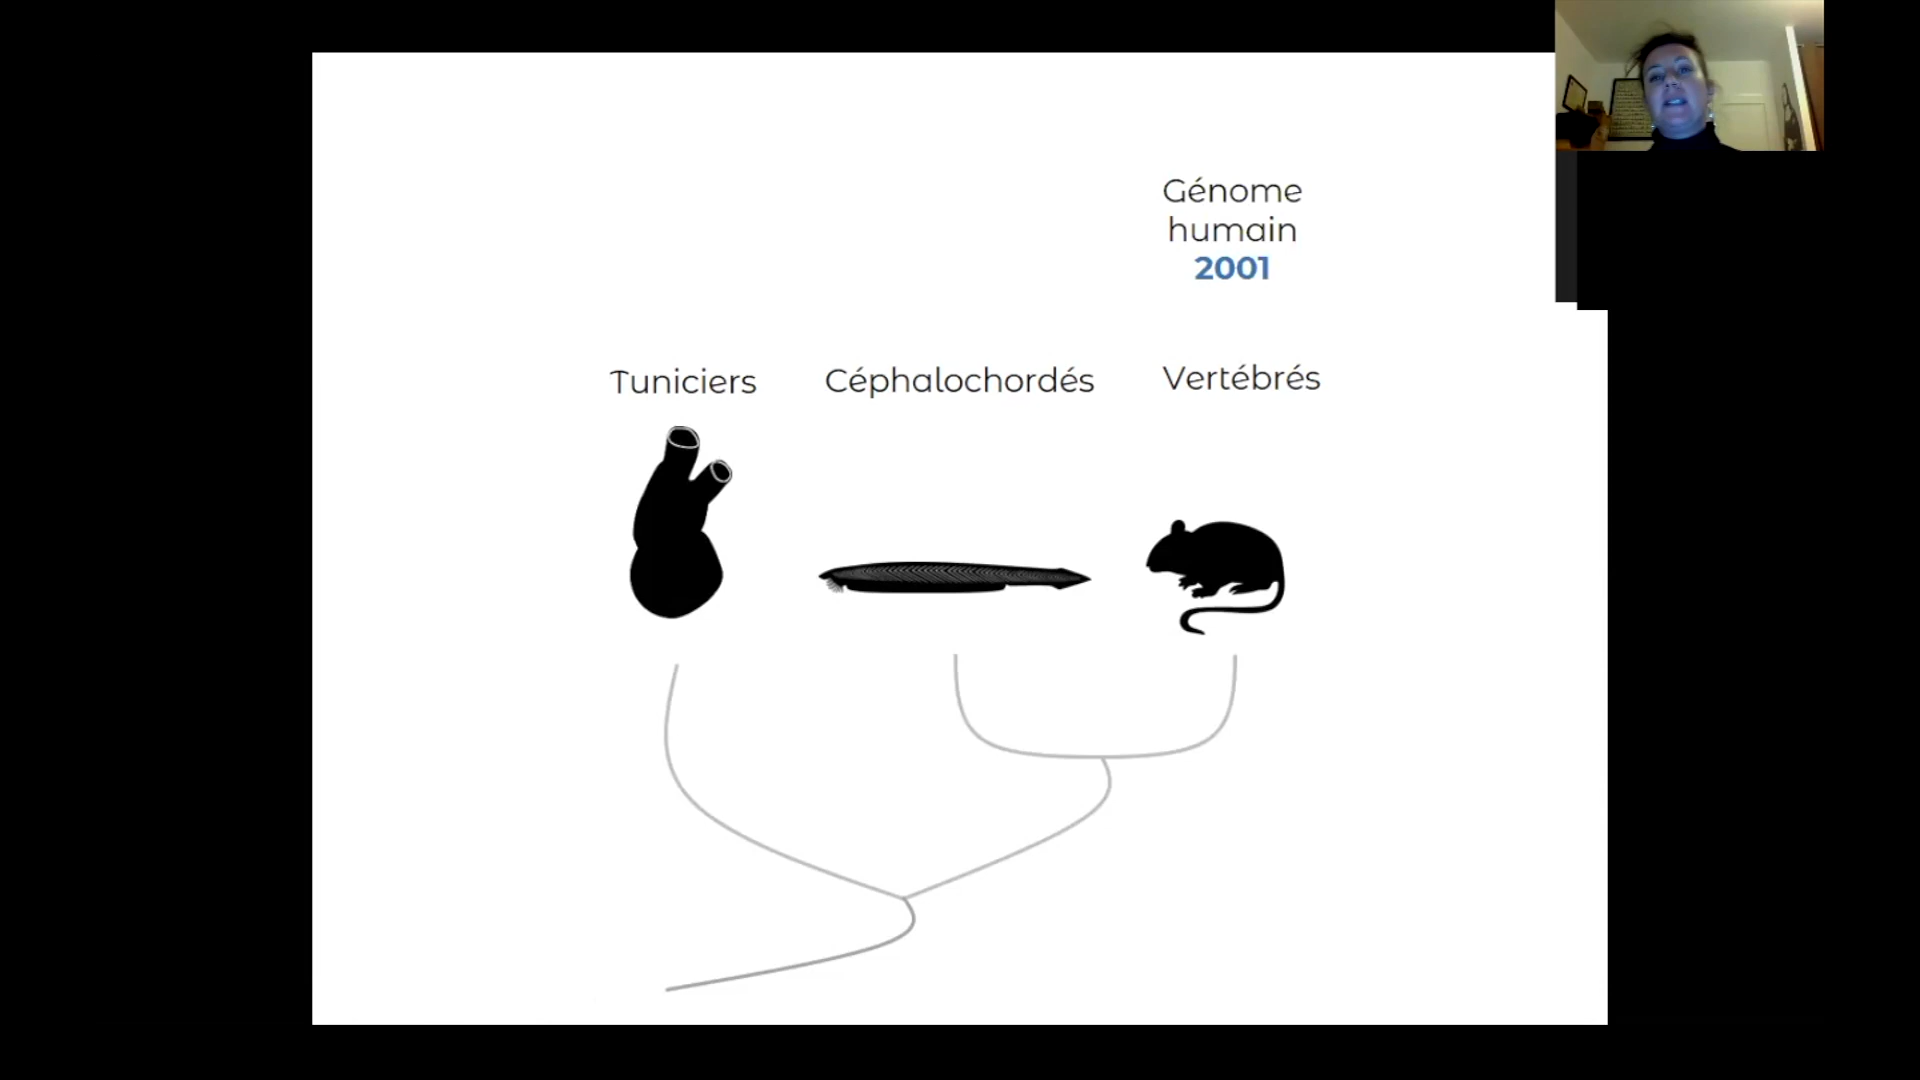 Génome
humain
2001
Tuniciers
Céphalochordés
Vertébrés